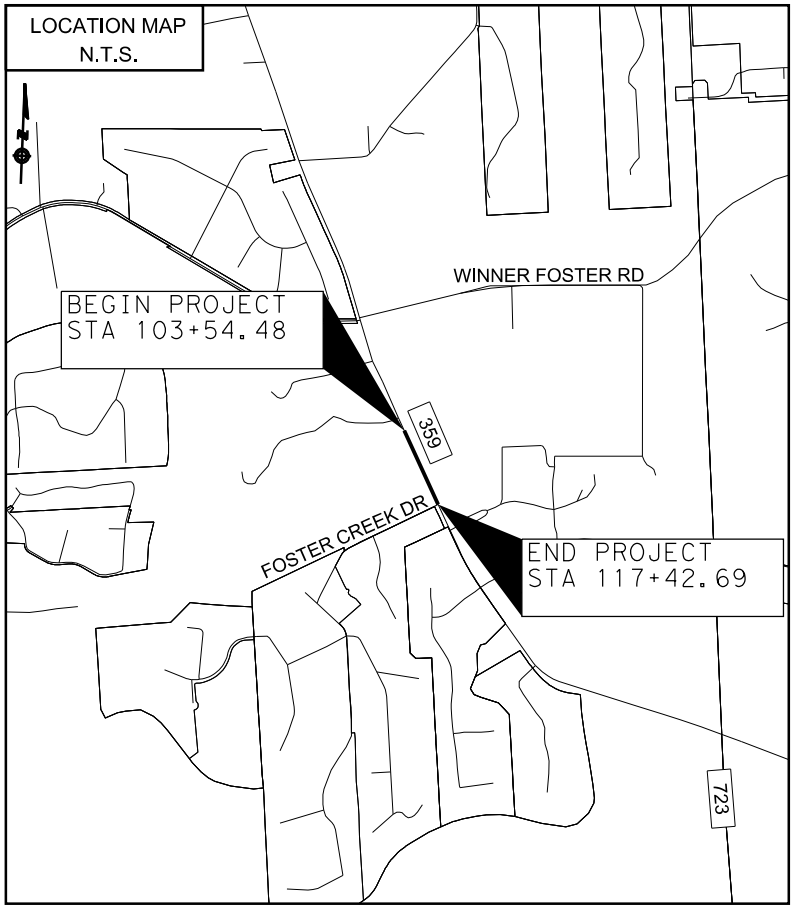 LOCATION MAP
N.T.S.
N
WINNER FOSTER RD
BEGIN PROJECT
STA 103+54.48
359
FOSTER CREEK DR
END PROJECT
STA 117+42.69
723